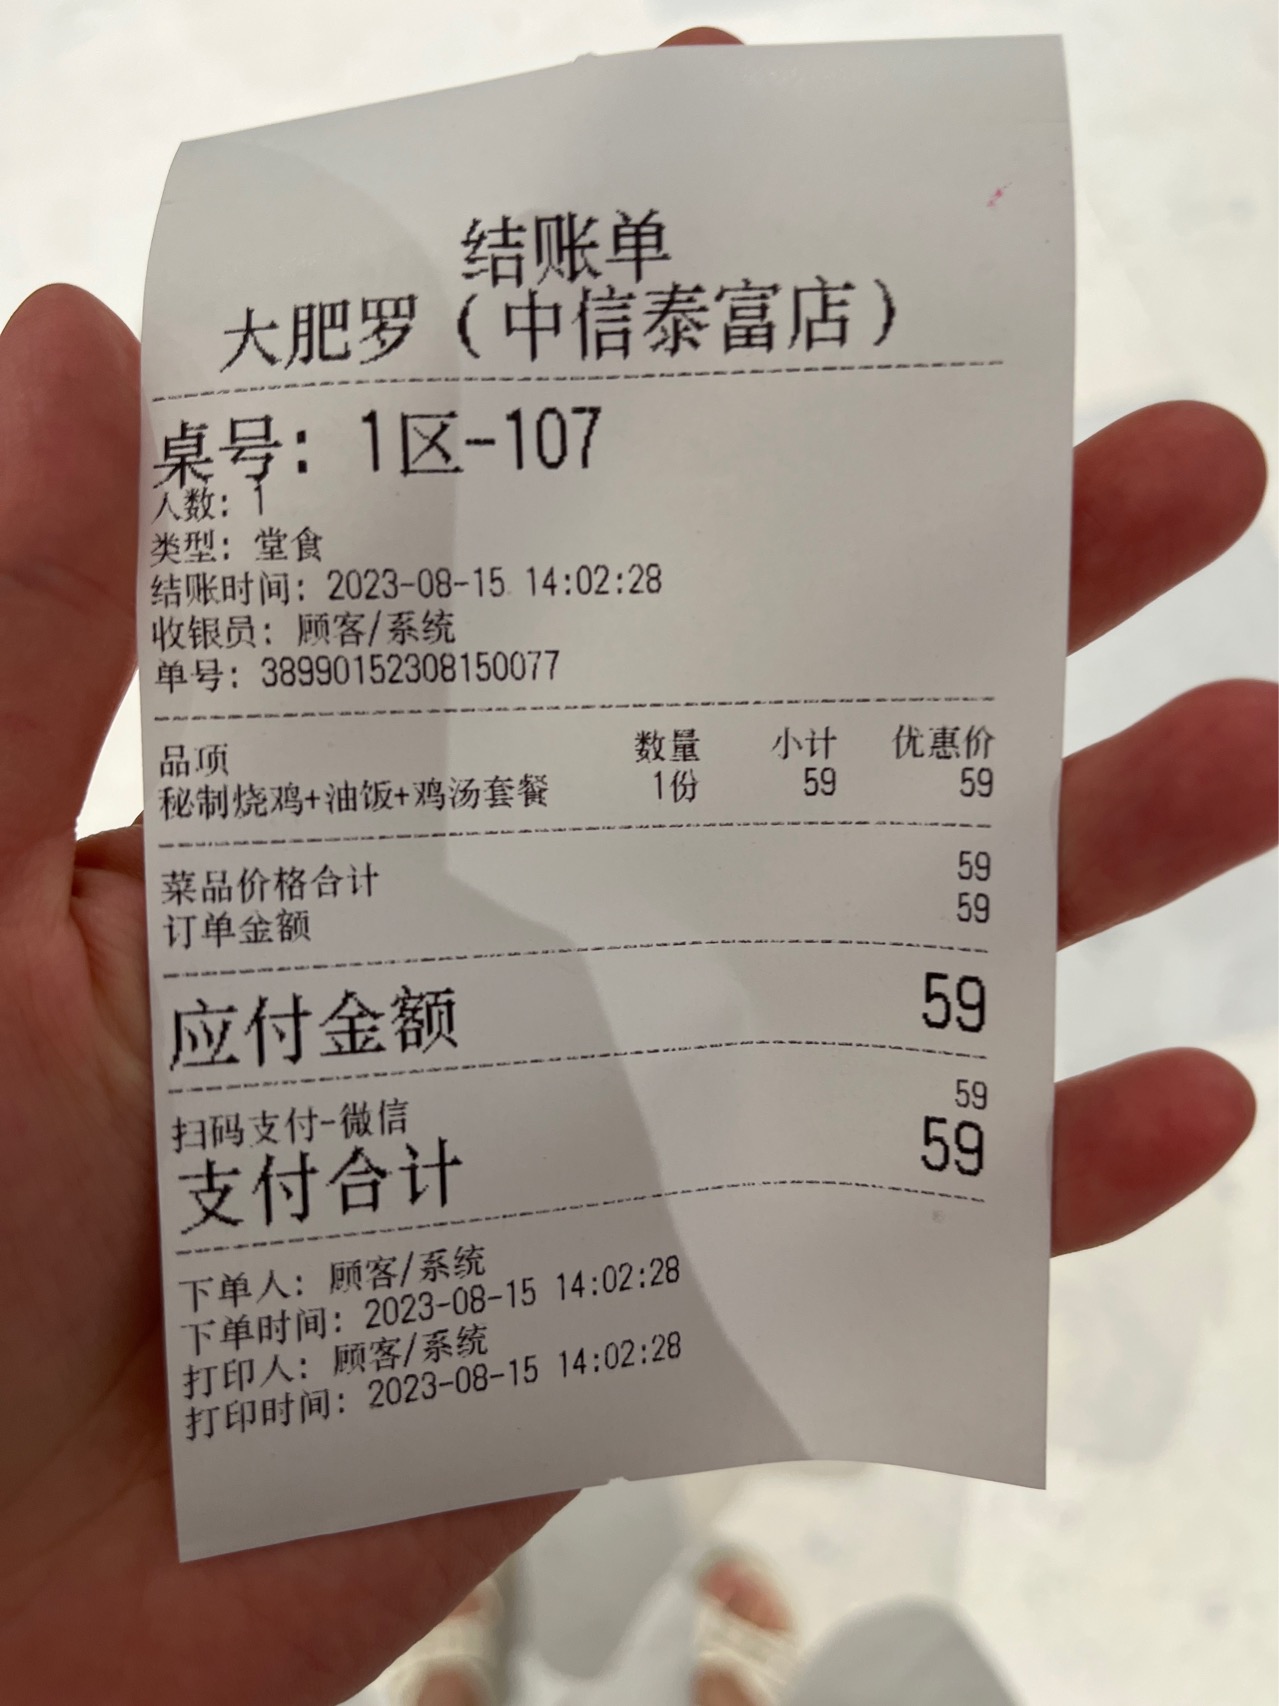 结账单
大肥罗（中信泰富店）
桌号：1区-107
人数：1
类型：堂食
结账时间：2023-08-15 14:02:28
收银员：顾客/系统
单号：38990152308150077
品项 数量 小计 优惠价
秘制烧鸡+油饭+鸡汤套餐 1份 59 59
菜品价格合计 59
订单金额 59
应付金额 59
扫码支付-微信 59
支付合计 59
下单人：顾客/系统
下单时间：2023-08-15 14:02:28
打印人：顾客/系统
打印时间：2023-08-15 14:02:28